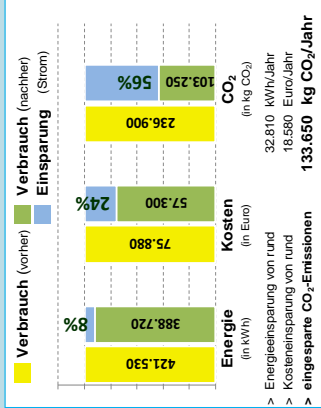 Verbrauch (vorher)
Verbrauch (nachher)
Einsparung (Strom)
8%
24%
56%
421.530
388.720
75.880
57.300
236.900
103.250
Energie
(in kWh)
Kosten
(in Euro)
CO₂
(in kg CO₂)
> Energieeinsparung von rund 32.810 kWh/Jahr
> Kosteneinsparung von rund 18.580 Euro/Jahr
> eingesparte CO₂-Emissionen 133.650 kg CO₂/Jahr